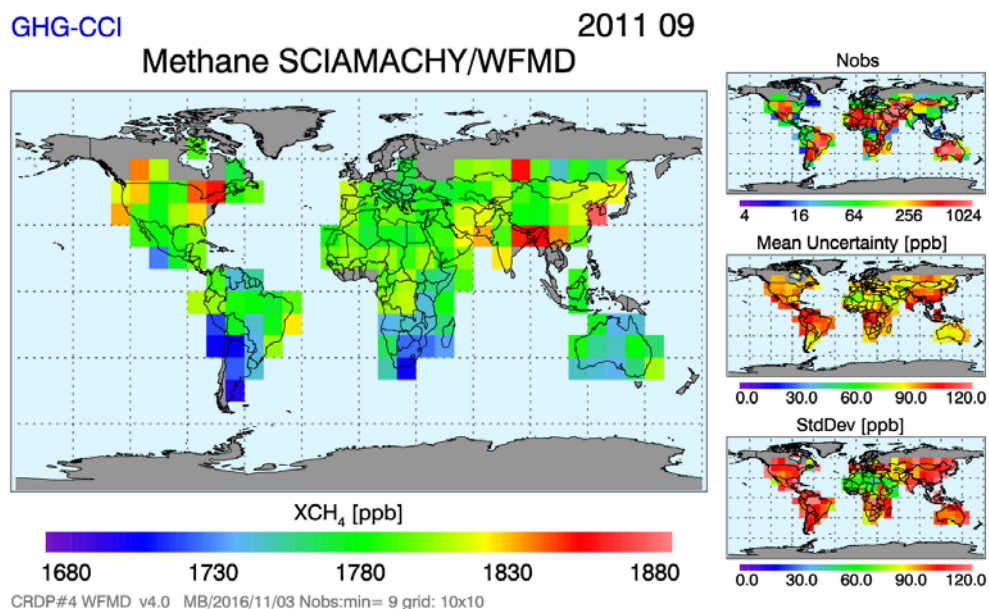 GHG-CCI
2011 09
Methane SCIAMACHY/WFMD
XCH₄ [ppb]
1680 1730 1780 1830 1880
CRDP#4 WFMD v4.0 MB/2016/11/03 Nobs:min= 9 grid: 10x10
Nobs
4 16 64 256 1024
Mean Uncertainty [ppb]
0.0 30.0 60.0 90.0 120.0
StdDev [ppb]
0.0 30.0 60.0 90.0 120.0